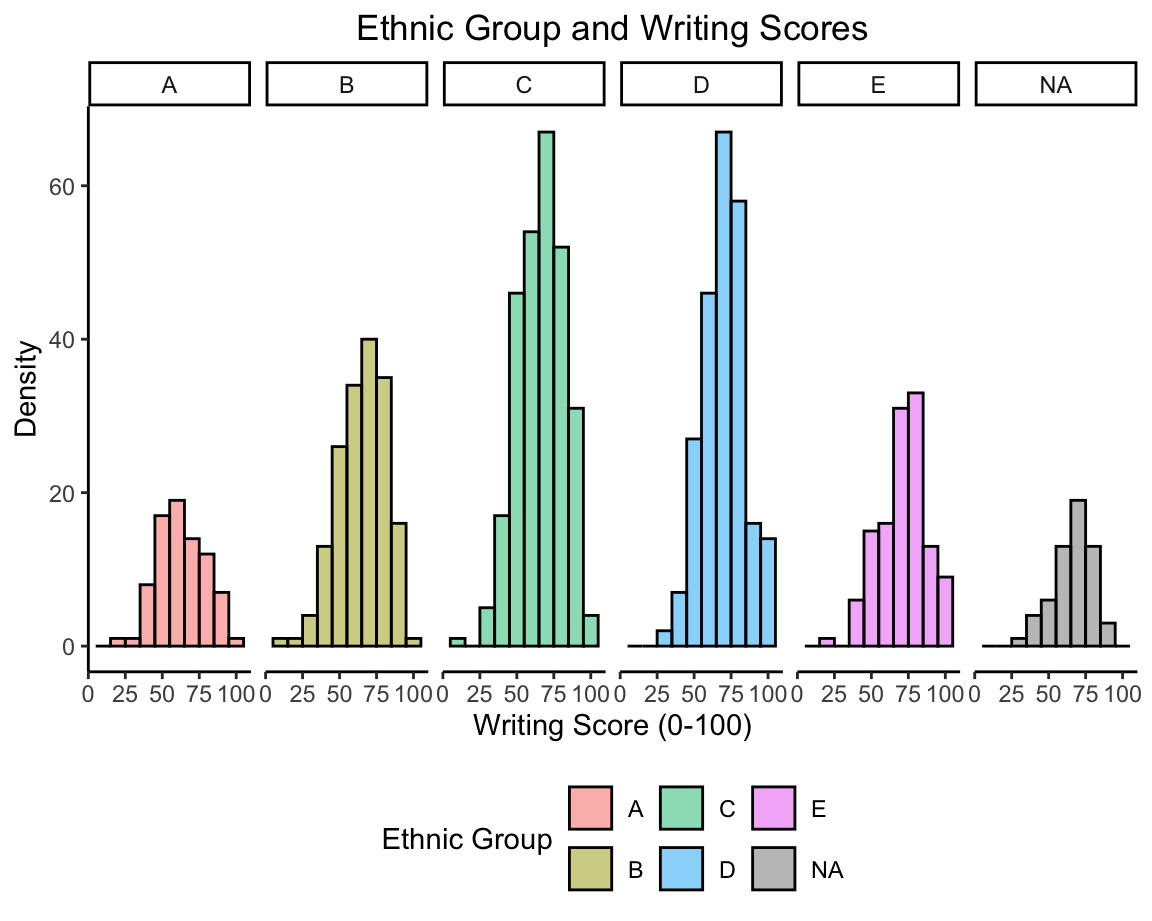 Ethnic Group and Writing Scores
A B C D E NA
Density
60
40
20
0
0 25 50 75 100 0 25 50 75 100 0 25 50 75 100 0 25 50 75 100 0 25 50 75 100 0 25 50 75 100
Writing Score (0-100)
Ethnic Group
A C E
B D NA